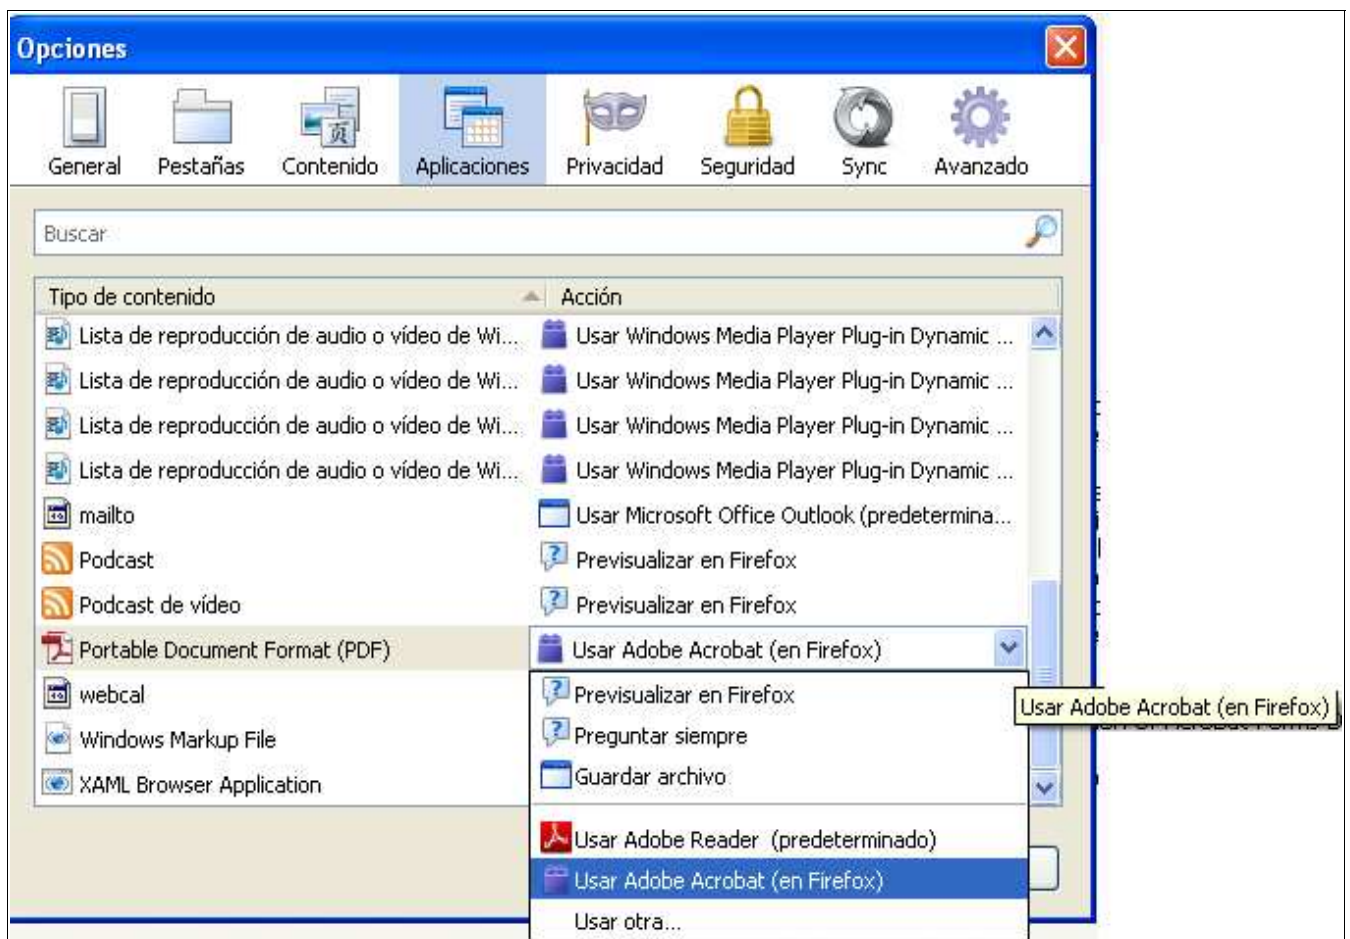 Opciones
General Pestañas Contenido Aplicaciones Privacidad Seguridad Sync Avanzado
Buscar
Tipo de contenido Acción
Lista de reproducción de audio o vídeo de Wi... Usar Windows Media Player Plug-in Dynamic ...
Lista de reproducción de audio o vídeo de Wi... Usar Windows Media Player Plug-in Dynamic ...
Lista de reproducción de audio o vídeo de Wi... Usar Windows Media Player Plug-in Dynamic ...
Lista de reproducción de audio o vídeo de Wi... Usar Windows Media Player Plug-in Dynamic ...
mailto Usar Microsoft Office Outlook (predetermina...
Podcast Previsualizar en Firefox
Podcast de vídeo Previsualizar en Firefox
Portable Document Format (PDF) Usar Adobe Acrobat (en Firefox)
webcal Previsualizar en Firefox
Usar Adobe Acrobat (en Firefox)
Windows Markup File Preguntar siempre
XAML Browser Application Guardar archivo
Usar Adobe Reader (predeterminado)
Usar Adobe Acrobat (en Firefox)
Usar otra...